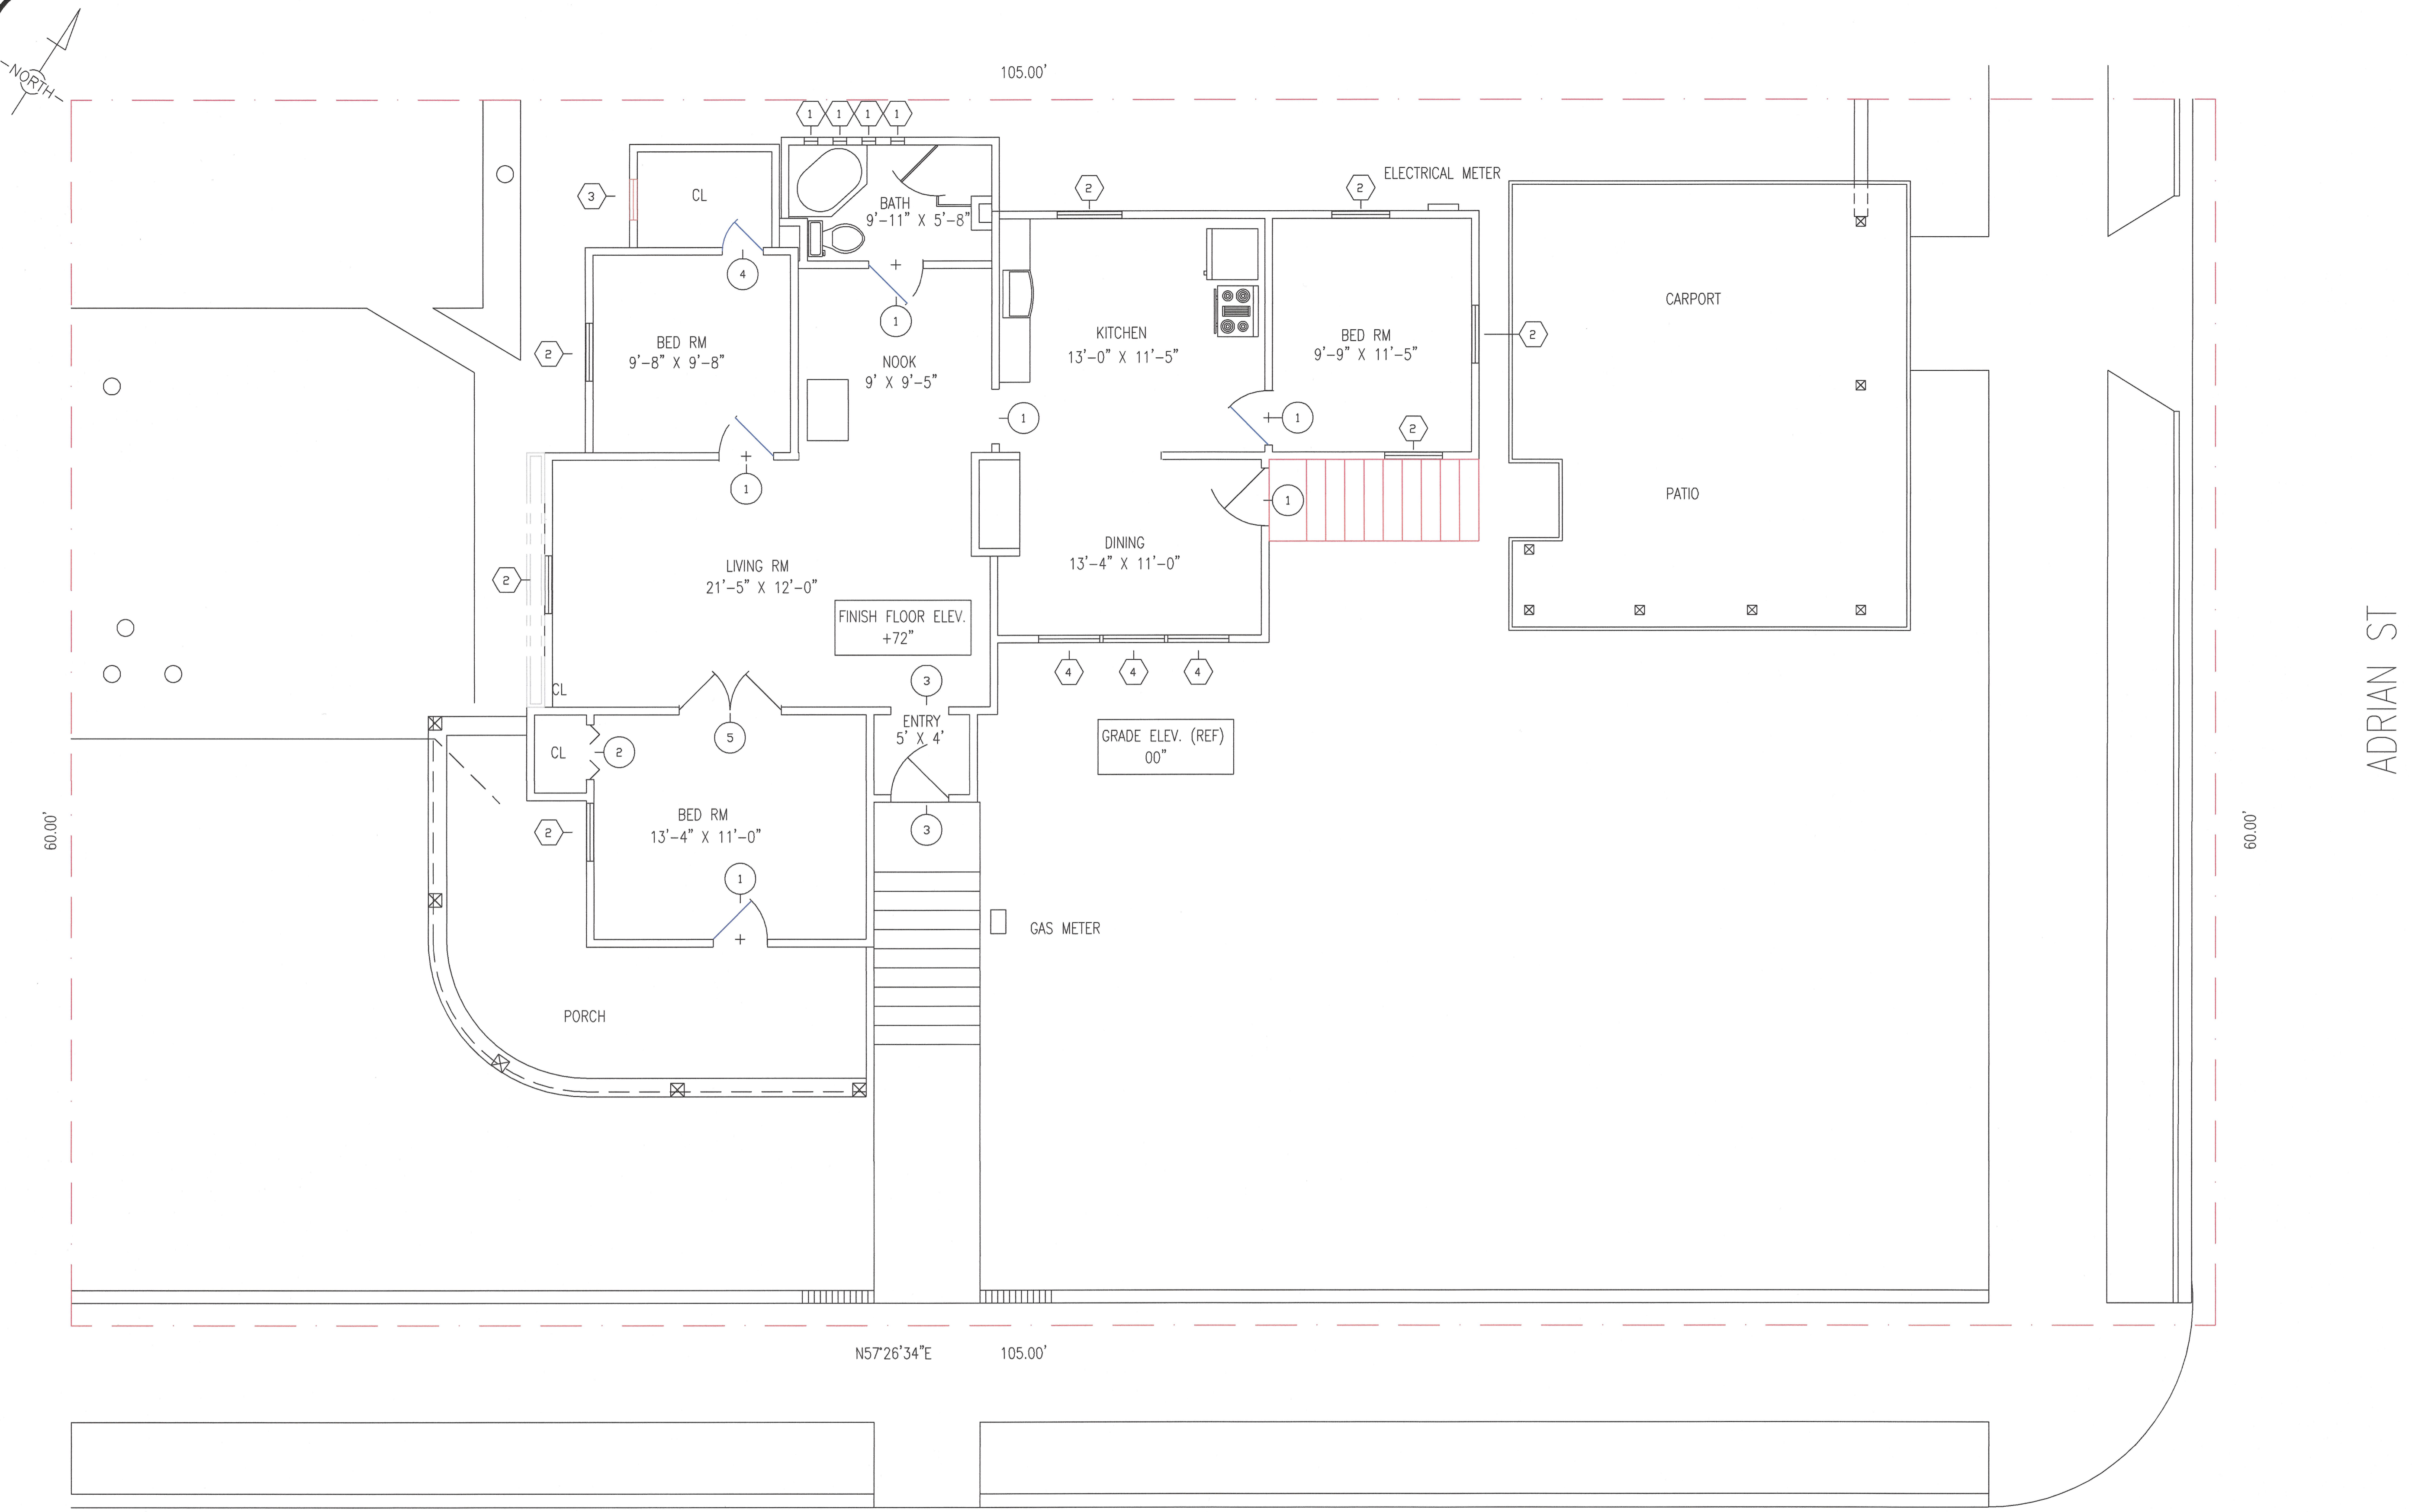 -NORTH-
105.00'
1 1 1 1
ELECTRICAL METER
3
CL
2
2
BATH
9'-11" X 5'-8"
4
CARPORT
1
2
BED RM
9'-8" X 9'-8"
KITCHEN
13'-0" X 11'-5"
BED RM
9'-9" X 11'-5"
2
NOOK
9' X 9'-5"
1
1
2
1
1
PATIO
DINING
13'-4" X 11'-0"
2
LIVING RM
21'-5" X 12'-0"
FINISH FLOOR ELEV.
+72"
4 4 4
3
CL
ADRIAN ST
ENTRY
5' X 4'
5
GRADE ELEV. (REF)
00"
CL
2
BED RM
13'-4" X 11'-0"
2
3
60.00'
60.00'
1
GAS METER
PORCH
N57°26'34"E
105.00'